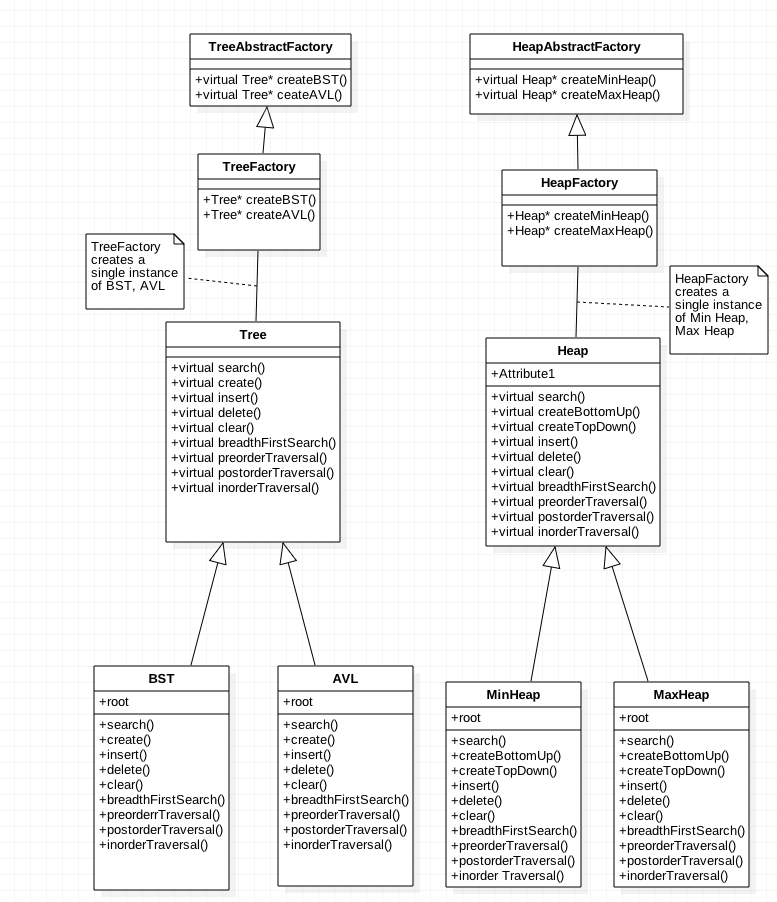 TreeAbstractFactory
+virtual Tree* createBST()
+virtual Tree* ceateAVL()
HeapAbstractFactory
+virtual Heap* createMinHeap()
+virtual Heap* createMaxHeap()
TreeFactory
+Tree* createBST()
+Tree* createAVL()
HeapFactory
+Heap* createMinHeap()
+Heap* createMaxHeap()
TreeFactory
creates a
single instance
of BST, AVL
HeapFactory
creates a
single instance
of Min Heap,
Max Heap
Tree
+virtual search()
+virtual create()
+virtual insert()
+virtual delete()
+virtual clear()
+virtual breadthFirstSearch()
+virtual preorderTraversal()
+virtual postorderTraversal()
+virtual inorderTraversal()
Heap
+Attribute1
+virtual search()
+virtual createBottomUp()
+virtual createTopDown()
+virtual insert()
+virtual delete()
+virtual clear()
+virtual breadthFirstSearch()
+virtual preorderTraversal()
+virtual postorderTraversal()
+virtual inorderTraversal()
BST
+root
+search()
+create()
+insert()
+delete()
+clear()
+breadthFirstSearch()
+preorderrTraversal()
+postorderTraversal()
+inorderTraversal()
AVL
+root
+search()
+create()
+insert()
+delete()
+clear()
+breadthFirstSearch()
+preorderTraversal()
+postorderTraversal()
+inorderTraversal()
MinHeap
+root
+search()
+createBottomUp()
+createTopDown()
+insert()
+delete()
+clear()
+breadthFirstSearch()
+preorderTraversal()
+postorderTraversal()
+inorder Traversal()
MaxHeap
+root
+search()
+createBottomUp()
+createTopDown()
+insert()
+delete()
+clear()
+breadthFirstSearch()
+preorderTraversal()
+postorderTraversal()
+inorderTraversal()